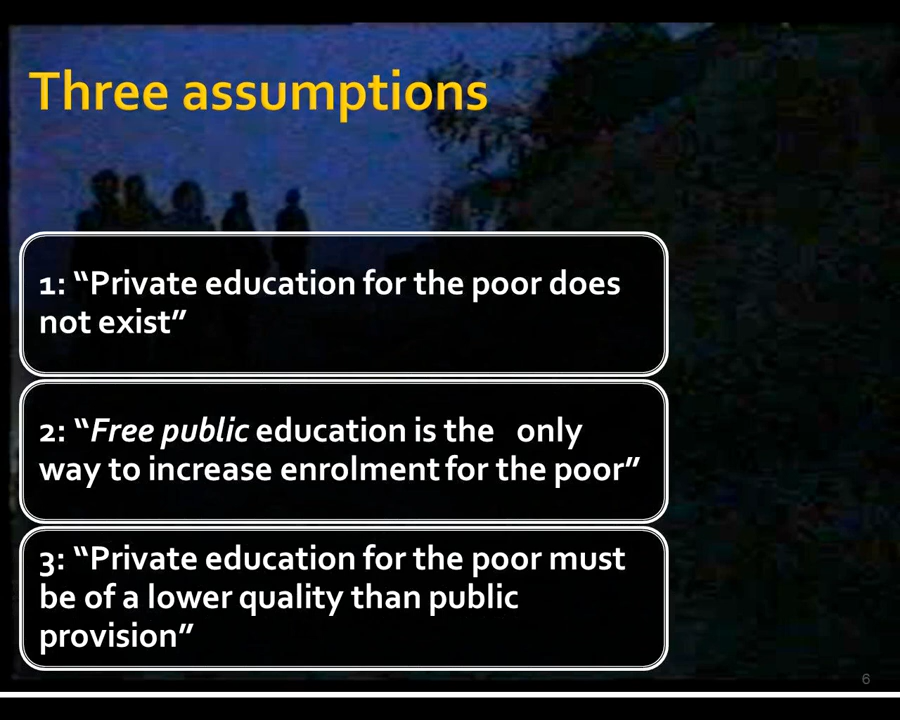 Three assumptions
1: “Private education for the poor does
not exist”
2: “Free public education is the   only
way to increase enrolment for the poor”
3: “Private education for the poor must
be of a lower quality than public
provision”
6